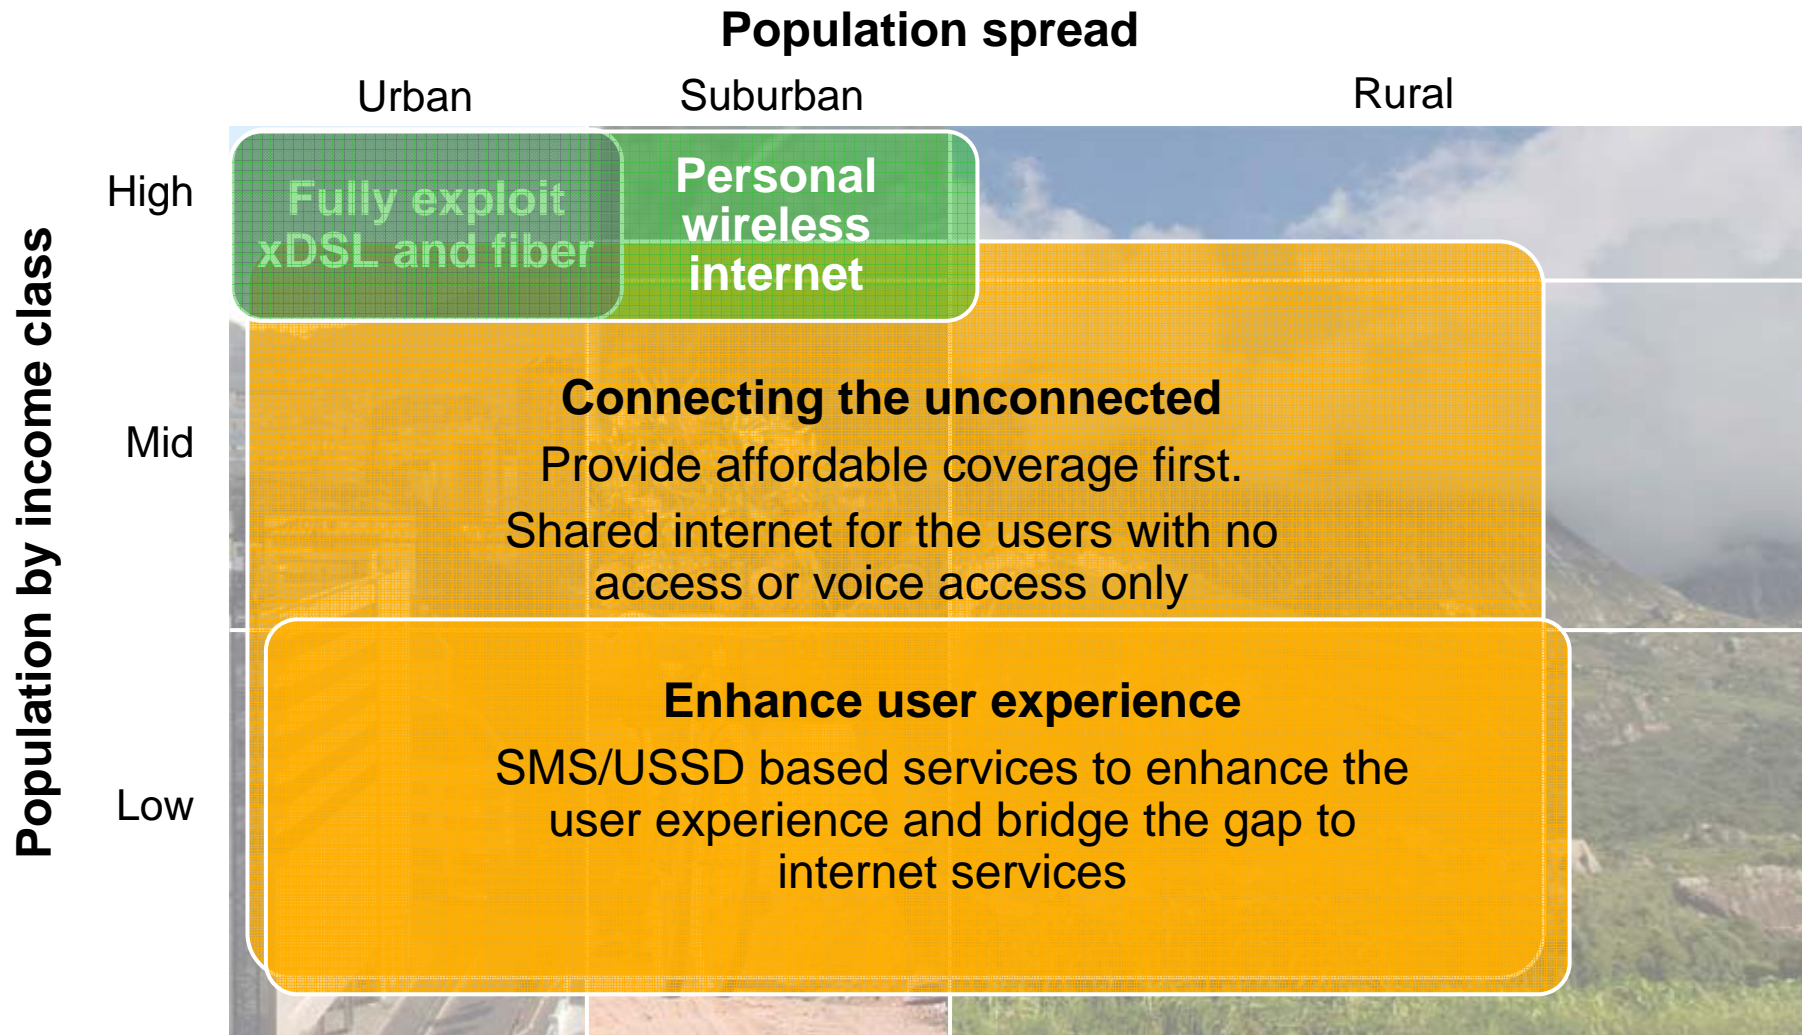 Population spread
Urban
Suburban
Rural
Population by income class
High
Mid
Low
Fully exploit
xDSL and fiber
Personal
wireless
internet
Connecting the unconnected
Provide affordable coverage first.
Shared internet for the users with no
access or voice access only
Enhance user experience
SMS/USSD based services to enhance the
user experience and bridge the gap to
internet services